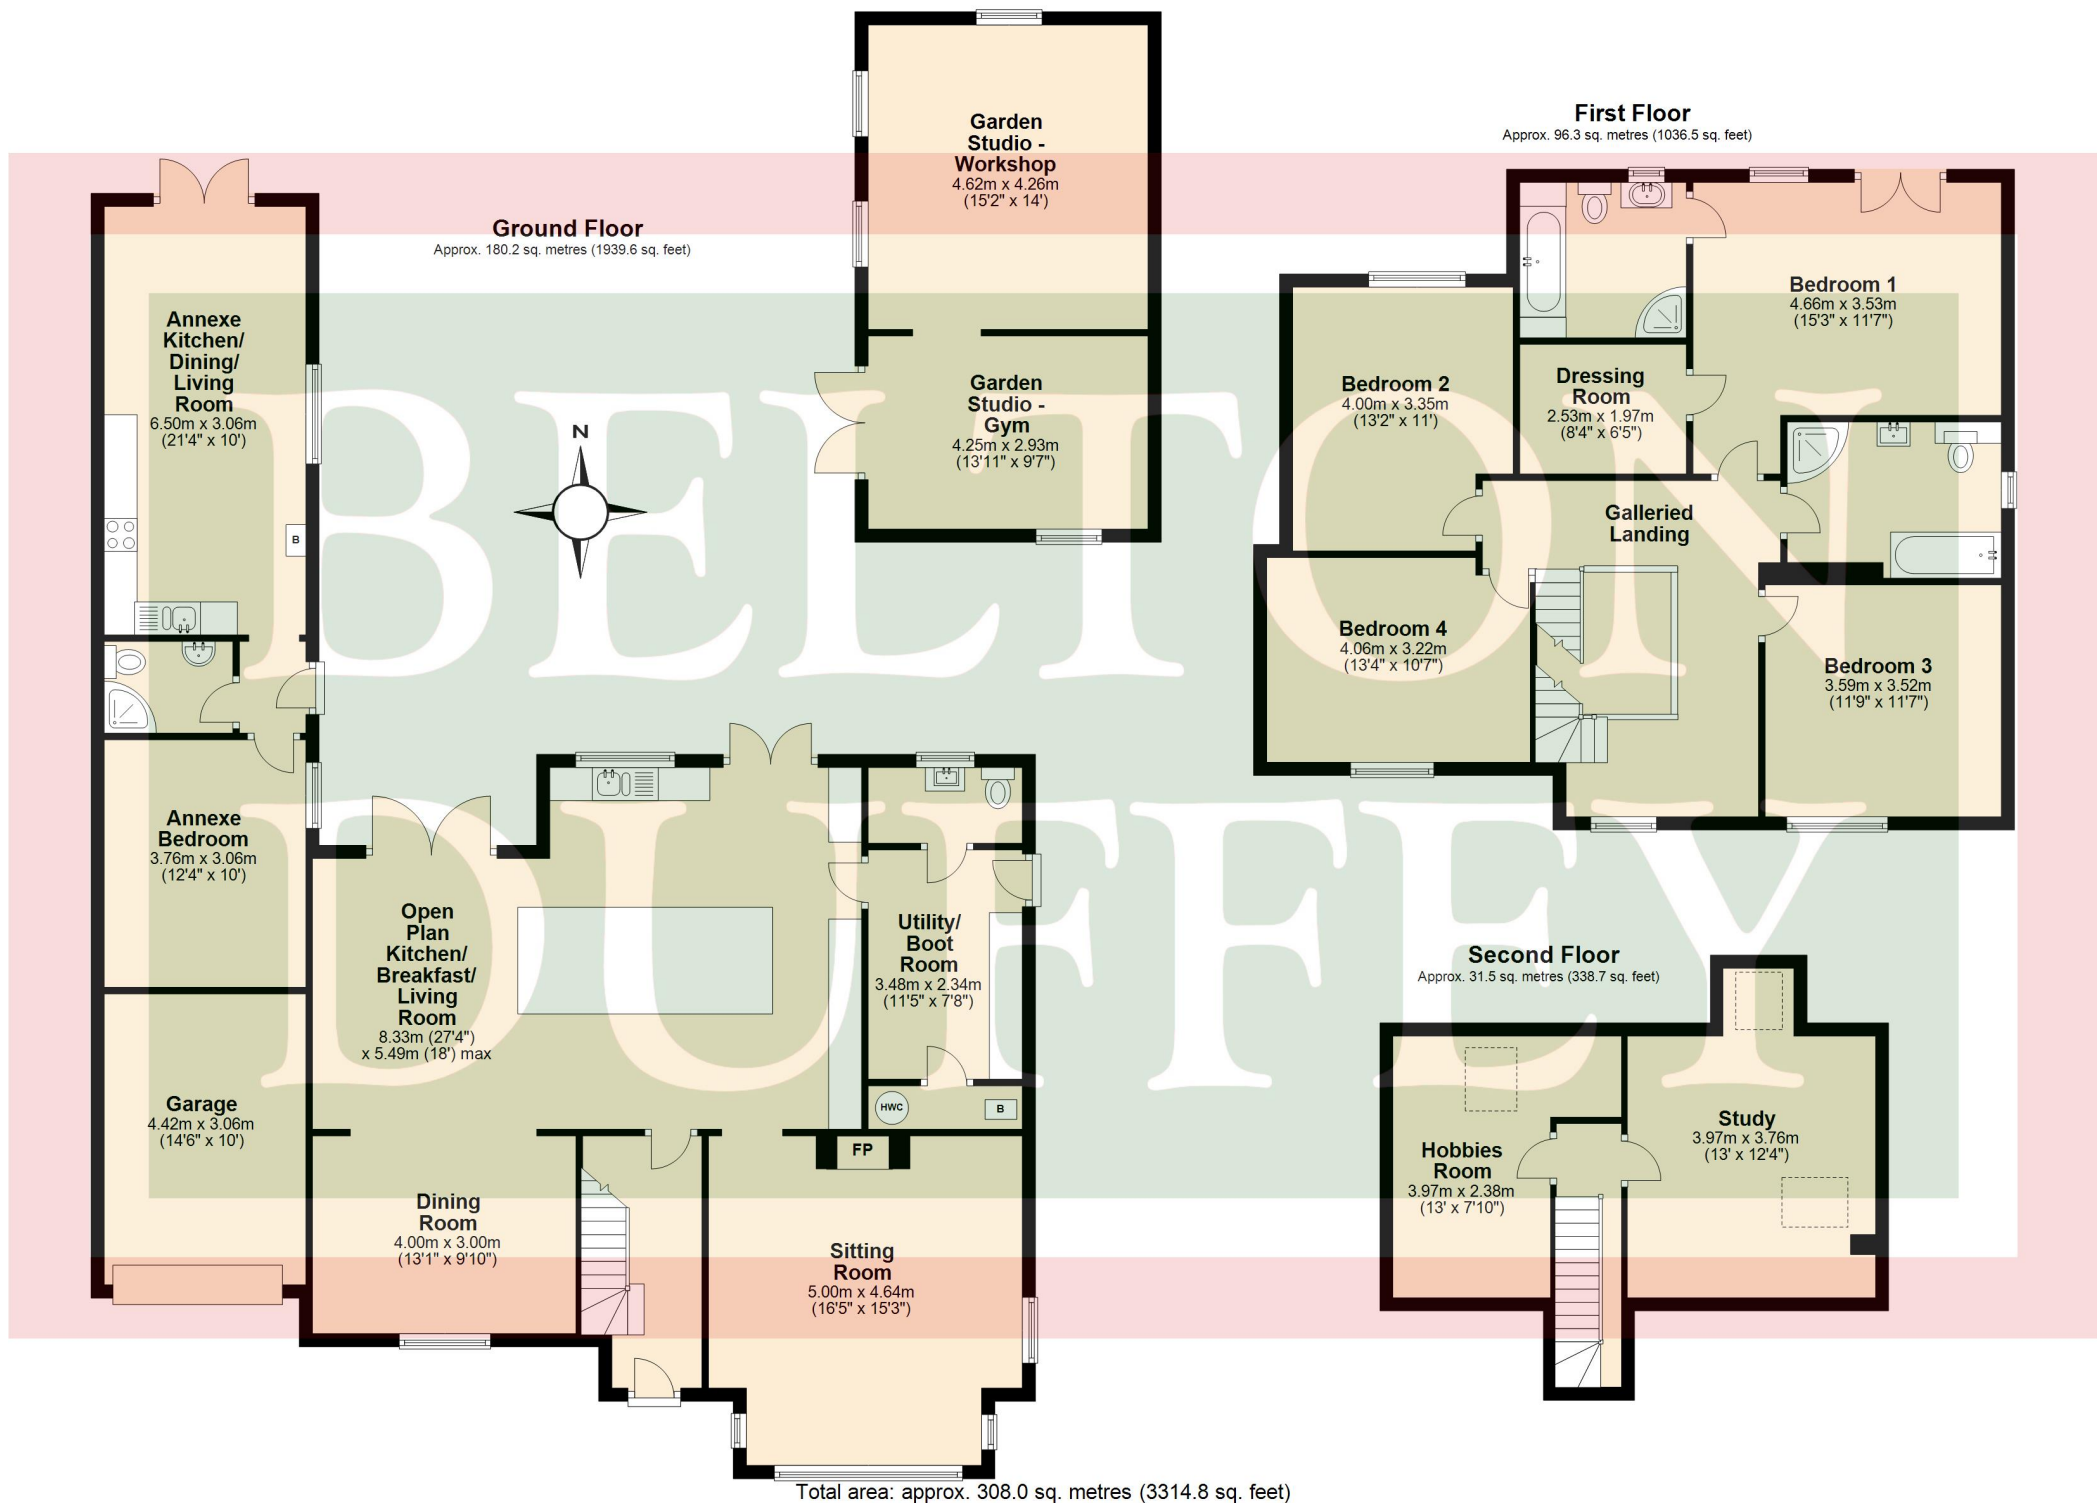 Ground Floor
Approx. 180.2 sq. metres (1939.6 sq. feet)
Annexe
Kitchen/
Dining/
Living
Room
6.50m x 3.06m
(21'4" x 10')
B
Annexe
Bedroom
3.76m x 3.06m
(12'4" x 10')
Garage
4.42m x 3.06m
(14'6" x 10')
N
Garden
Studio -
Workshop
4.62m x 4.26m
(15'2" x 14')
Garden
Studio -
Gym
4.25m x 2.93m
(13'11" x 9'7")
Open
Plan
Kitchen/
Breakfast/
Living
Room
8.33m (27'4")
x 5.49m (18') max
Utility/
Boot
Room
3.48m x 2.34m
(11'5" x 7'8")
HWC
B
FP
Dining
Room
4.00m x 3.00m
(13'1" x 9'10")
Sitting
Room
5.00m x 4.64m
(16'5" x 15'3")
First Floor
Approx. 96.3 sq. metres (1036.5 sq. feet)
Bedroom 1
4.66m x 3.53m
(15'3" x 11'7")
Bedroom 2
4.00m x 3.35m
(13'2" x 11')
Dressing
Room
2.53m x 1.97m
(8'4" x 6'5")
Galleried
Landing
Bedroom 4
4.06m x 3.22m
(13'4" x 10'7")
Bedroom 3
3.59m x 3.52m
(11'9" x 11'7")
Second Floor
Approx. 31.5 sq. metres (338.7 sq. feet)
Hobbies
Room
3.97m x 2.38m
(13' x 7'10")
Study
3.97m x 3.76m
(13' x 12'4")
Total area: approx. 308.0 sq. metres (3314.8 sq. feet)
BELTON
DUFFEY